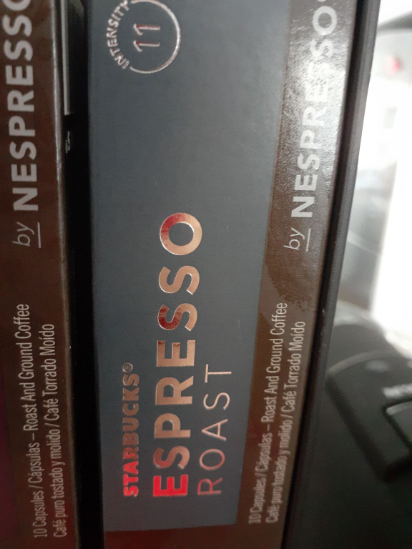 by NESPRESSO
10 Capsules / Cápsulas – Roast And Ground Coffee
Café puro tostado y molido / Café Torrado Moído
INTENSITY
11
STARBUCKS®
ESPRESSO
ROAST
by NESPRESSO
10 Capsules / Cápsulas – Roast And Ground Coffee
Café puro tostado y molido / Café Torrado Moído